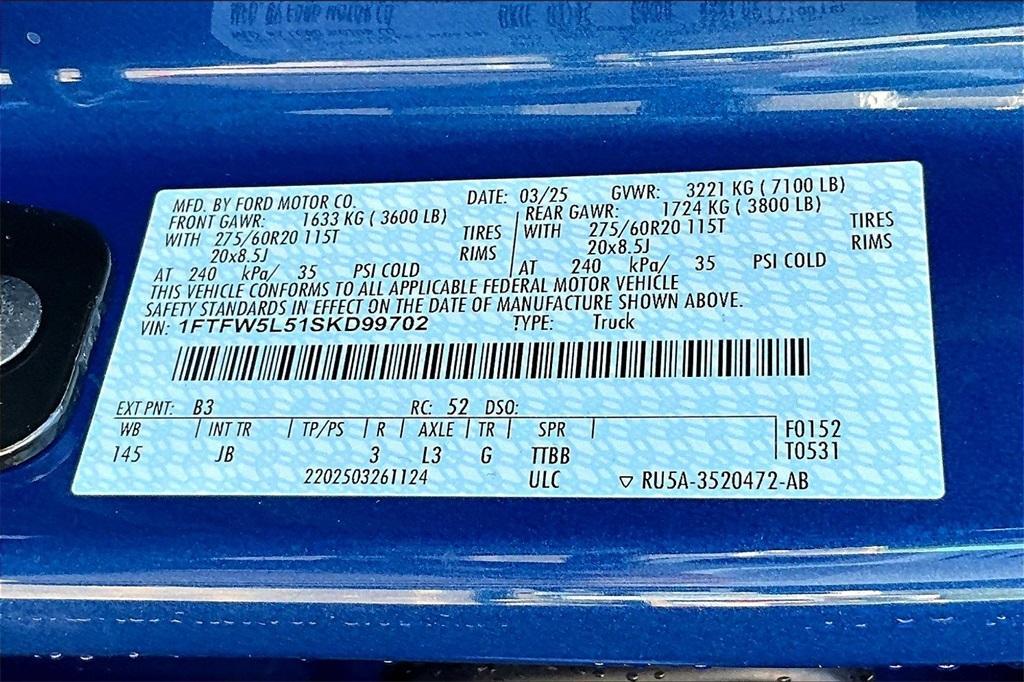 MFD. BY FORD MOTOR CO. DATE: 03/25 GVWR: 3221 KG ( 7100 LB)
FRONT GAWR: 1633 KG ( 3600 LB) REAR GAWR: 1724 KG ( 3800 LB)
WITH 275/60R20 115T TIRES WITH 275/60R20 115T TIRES
20x8.5J RIMS 20x8.5J RIMS
AT 240 kPa/ 35 PSI COLD AT 240 kPa/ 35 PSI COLD
THIS VEHICLE CONFORMS TO ALL APPLICABLE FEDERAL MOTOR VEHICLE
SAFETY STANDARDS IN EFFECT ON THE DATE OF MANUFACTURE SHOWN ABOVE.
VIN: 1FTFW5L51SKD99702 TYPE: Truck
EXT PNT: B3 RC: 52 DSO:
WB | INT TR | TP/PS | R | AXLE | TR | SPR | F0152
145 JB 3 L3 G TTBB T0531
2202503261124 ULC ▽ RU5A-3520472-AB